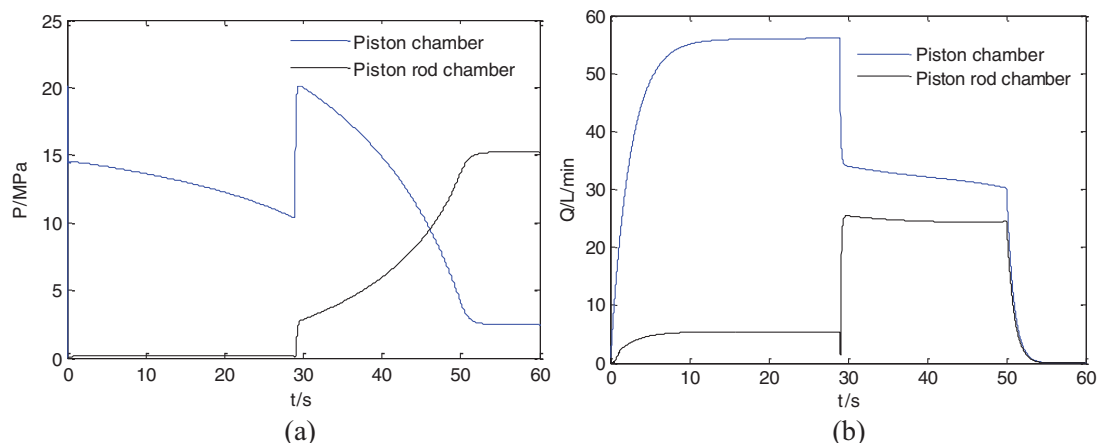 25
20
15
10
5
0
P/MPa
Piston chamber
Piston rod chamber
0 10 20 30 40 50 60
t/s
(a)
60
50
40
30
20
10
0
Q/L/min
Piston chamber
Piston rod chamber
0 10 20 30 40 50 60
t/s
(b)